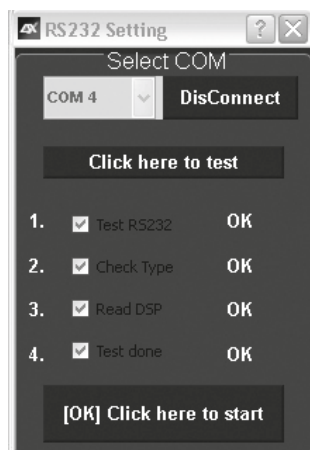 RS232 Setting
Select COM
COM 4 DisConnect
Click here to test
1. Test RS232 OK
2. Check Type OK
3. Read DSP OK
4. Test done OK
[OK] Click here to start